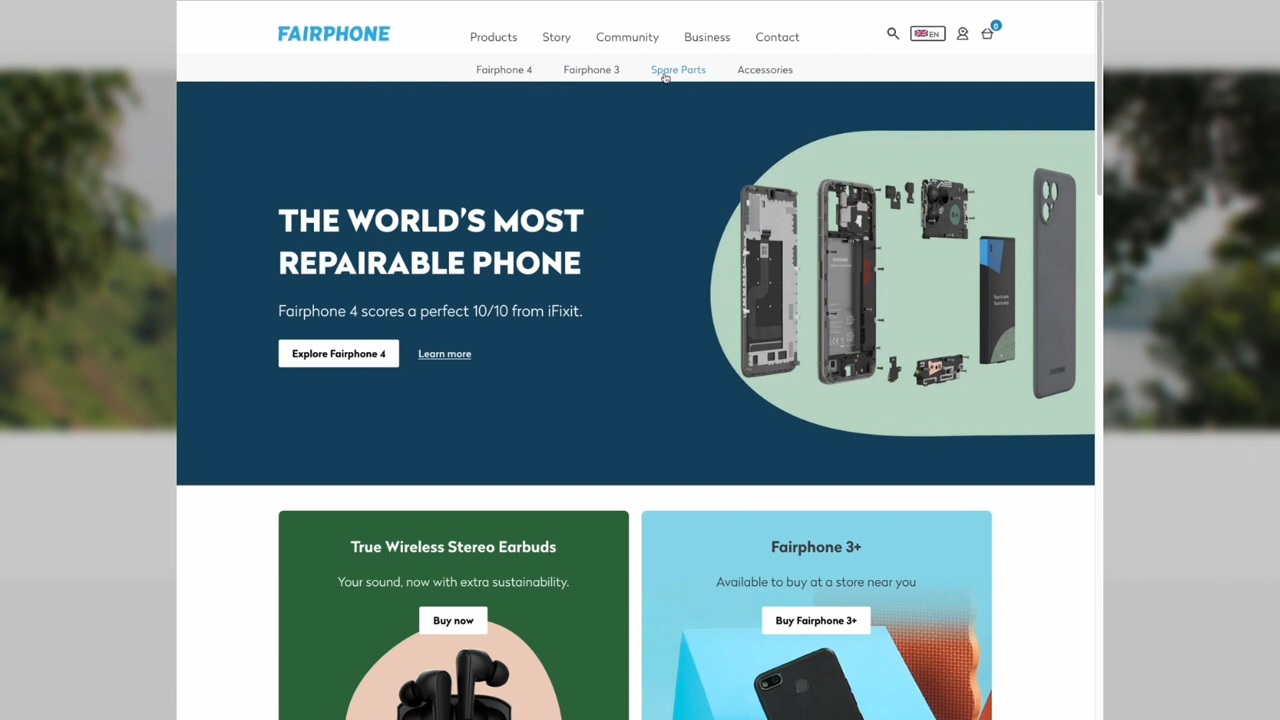 FAIRPHONE
Products Story Community Business Contact
EN
0
Fairphone 4 Fairphone 3 Spare Parts Accessories
THE WORLD'S MOST
REPAIRABLE PHONE
Fairphone 4 scores a perfect 10/10 from iFixit.
Explore Fairphone 4 Learn more
True Wireless Stereo Earbuds
Your sound, now with extra sustainability.
Buy now
Fairphone 3+
Available to buy at a store near you
Buy Fairphone 3+